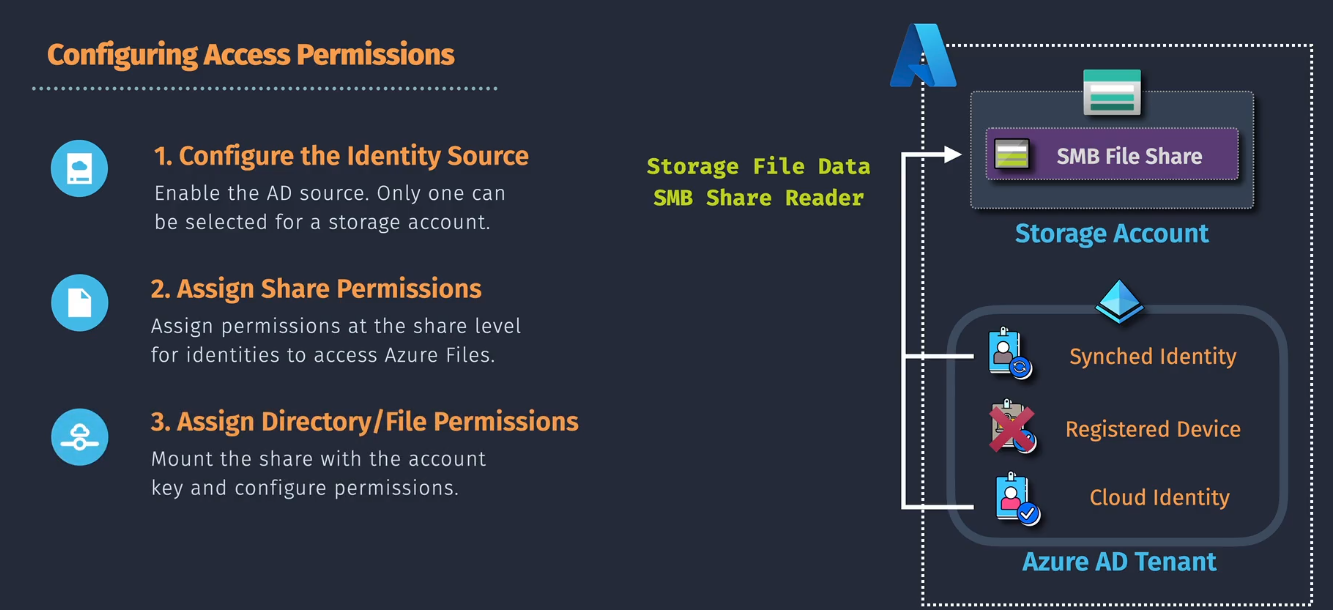 Configuring Access Permissions
1. Configure the Identity Source
Enable the AD source. Only one can
be selected for a storage account.
2. Assign Share Permissions
Assign permissions at the share level
for identities to access Azure Files.
3. Assign Directory/File Permissions
Mount the share with the account
key and configure permissions.
Storage File Data
SMB Share Reader
SMB File Share
Storage Account
Synched Identity
Registered Device
Cloud Identity
Azure AD Tenant